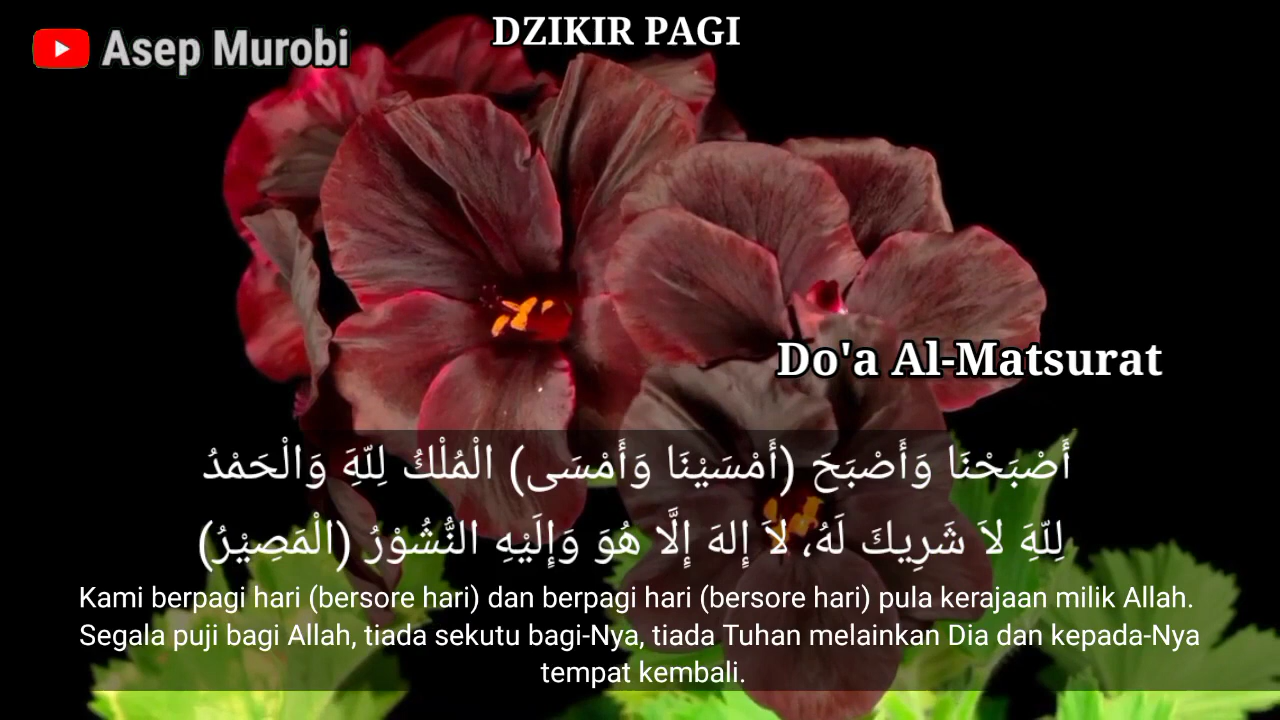 DZIKIR PAGI
Asep Murobi
Do'a Al-Matsurat
أَصْبَحْنَا وَأَصْبَحَ (أَمْسَيْنَا وَأَمْسَى) الْمُلْكُ لِلّهَِ وَالْحَمْدُ
لِلّهَِ لاَ شَرِيكَ لَهُ، لاَ إِلهَ إِلَّا هُوَ وَإِلَيْهِ النُّشُوْرُ (الْمَصِيْرُ)
Kami berpagi hari (bersore hari) dan berpagi hari (bersore hari) pula kerajaan milik Allah.
Segala puji bagi Allah, tiada sekutu bagi-Nya, tiada Tuhan melainkan Dia dan kepada-Nya
tempat kembali.